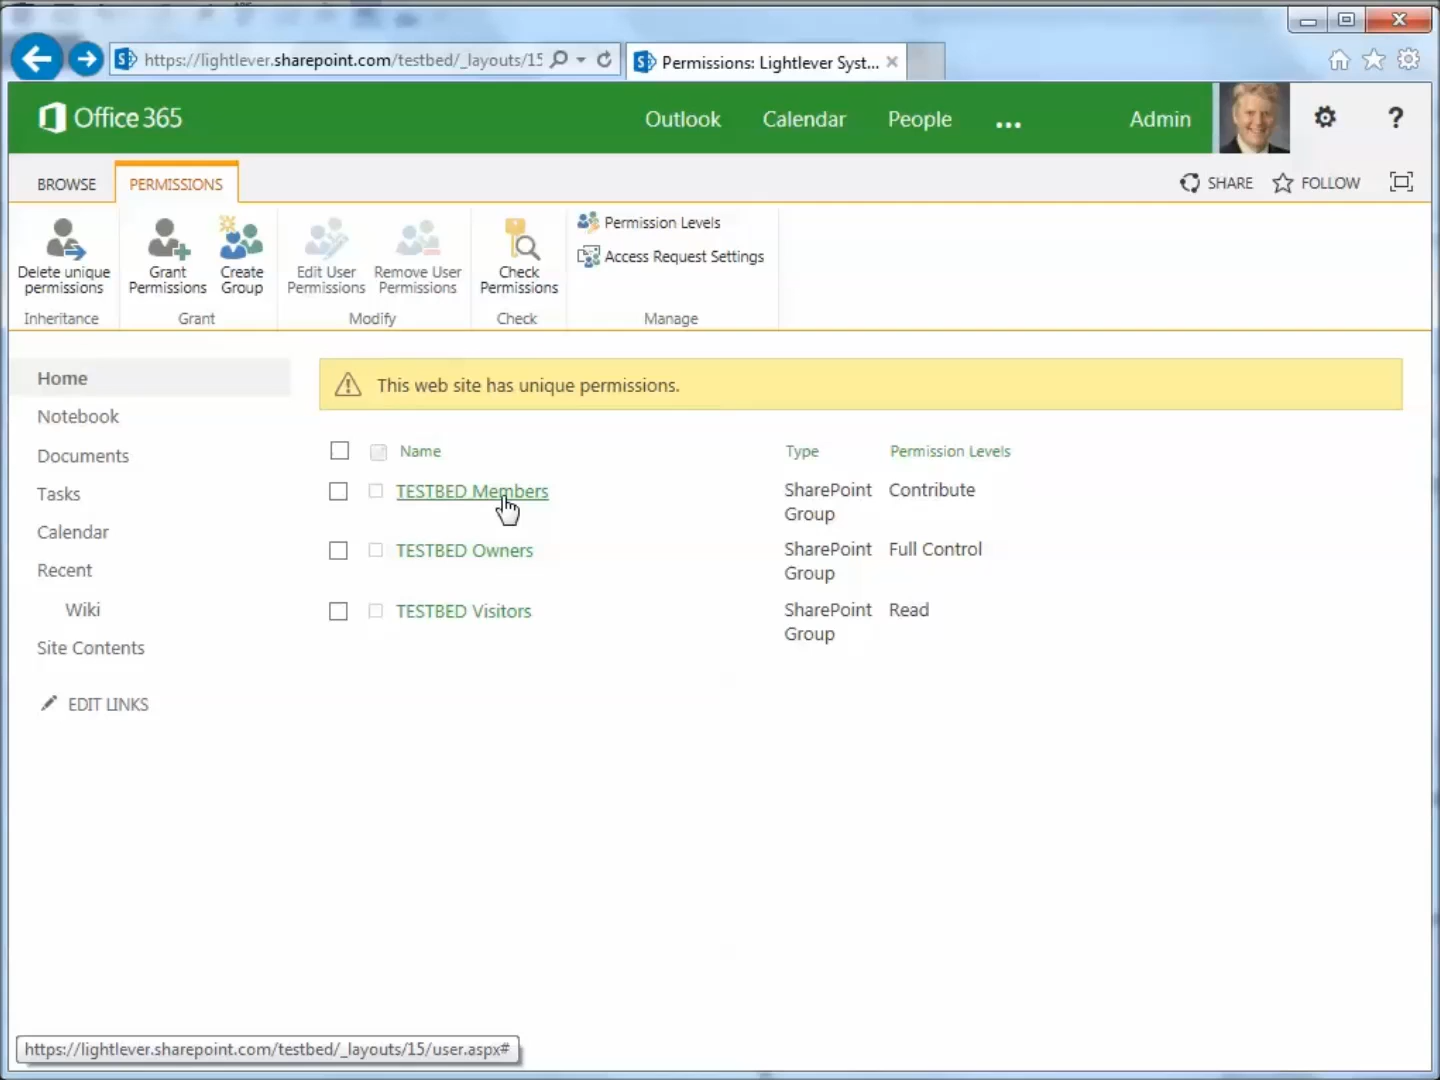 https://lightlever.sharepoint.com/testbed/_layouts/15
Permissions: Lightlever Syst...
Office 365
Outlook
Calendar
People
...
Admin
?
BROWSE
PERMISSIONS
SHARE
FOLLOW
Delete unique
permissions
Grant
Permissions
Create
Group
Edit User
Permissions
Remove User
Permissions
Check
Permissions
Permission Levels
Access Request Settings
Inheritance
Grant
Modify
Check
Manage
Home
Notebook
Documents
Tasks
Calendar
Recent
Wiki
Site Contents
EDIT LINKS
This web site has unique permissions.
Name
Type
Permission Levels
TESTBED Members
SharePoint
Group
Contribute
TESTBED Owners
SharePoint
Group
Full Control
TESTBED Visitors
SharePoint
Group
Read
https://lightlever.sharepoint.com/testbed/_layouts/15/user.aspx#